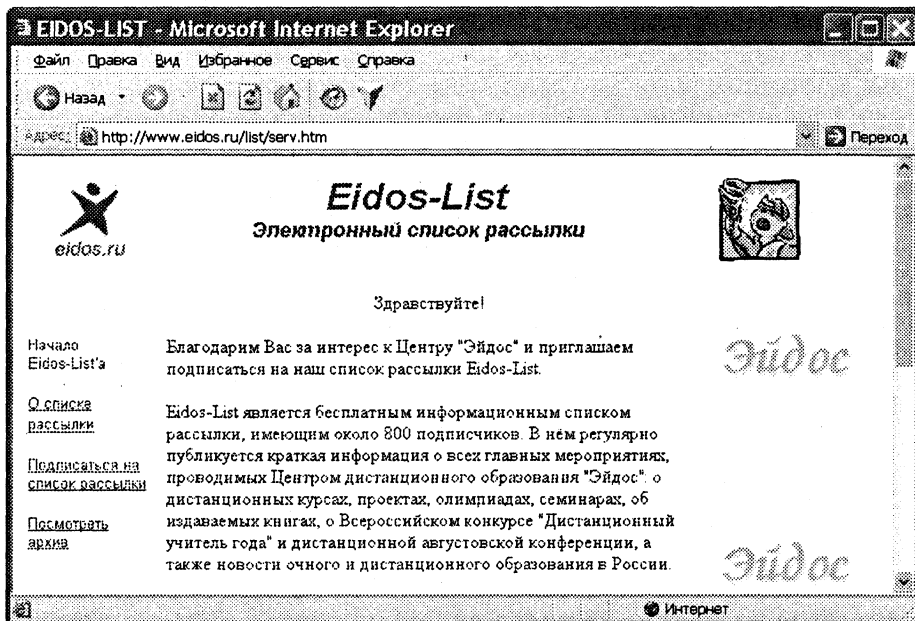 EIDOS-LIST - Microsoft Internet Explorer
Файл Правка Вид Избранное Сервис Справка
Назад
Адрес: http://www.eidos.ru/list/serv.htm Переход
eidos.ru
Eidos-List
Электронный список рассылки
Здравствуйте!
Начало
Eidos-List'а
О списке
рассылки
Подписаться на
список рассылки
Посмотреть
архив
Благодарим Вас за интерес к Центру "Эйдос" и приглашаем
подписаться на наш список рассылки Eidos-List.
Eidos-List является бесплатным информационным списком
рассылки, имеющим около 800 подписчиков. В нём регулярно
публикуется краткая информация о всех главных мероприятиях,
проводимых Центром дистанционного образования "Эйдос": о
дистанционных курсах, проектах, олимпиадах, семинарах, об
издаваемых книгах, о Всероссийском конкурсе "Дистанционный
учитель года" и дистанционной августовской конференции, а
также новости очного и дистанционного образования в России.
Эйдос
Эйдос
Интернет